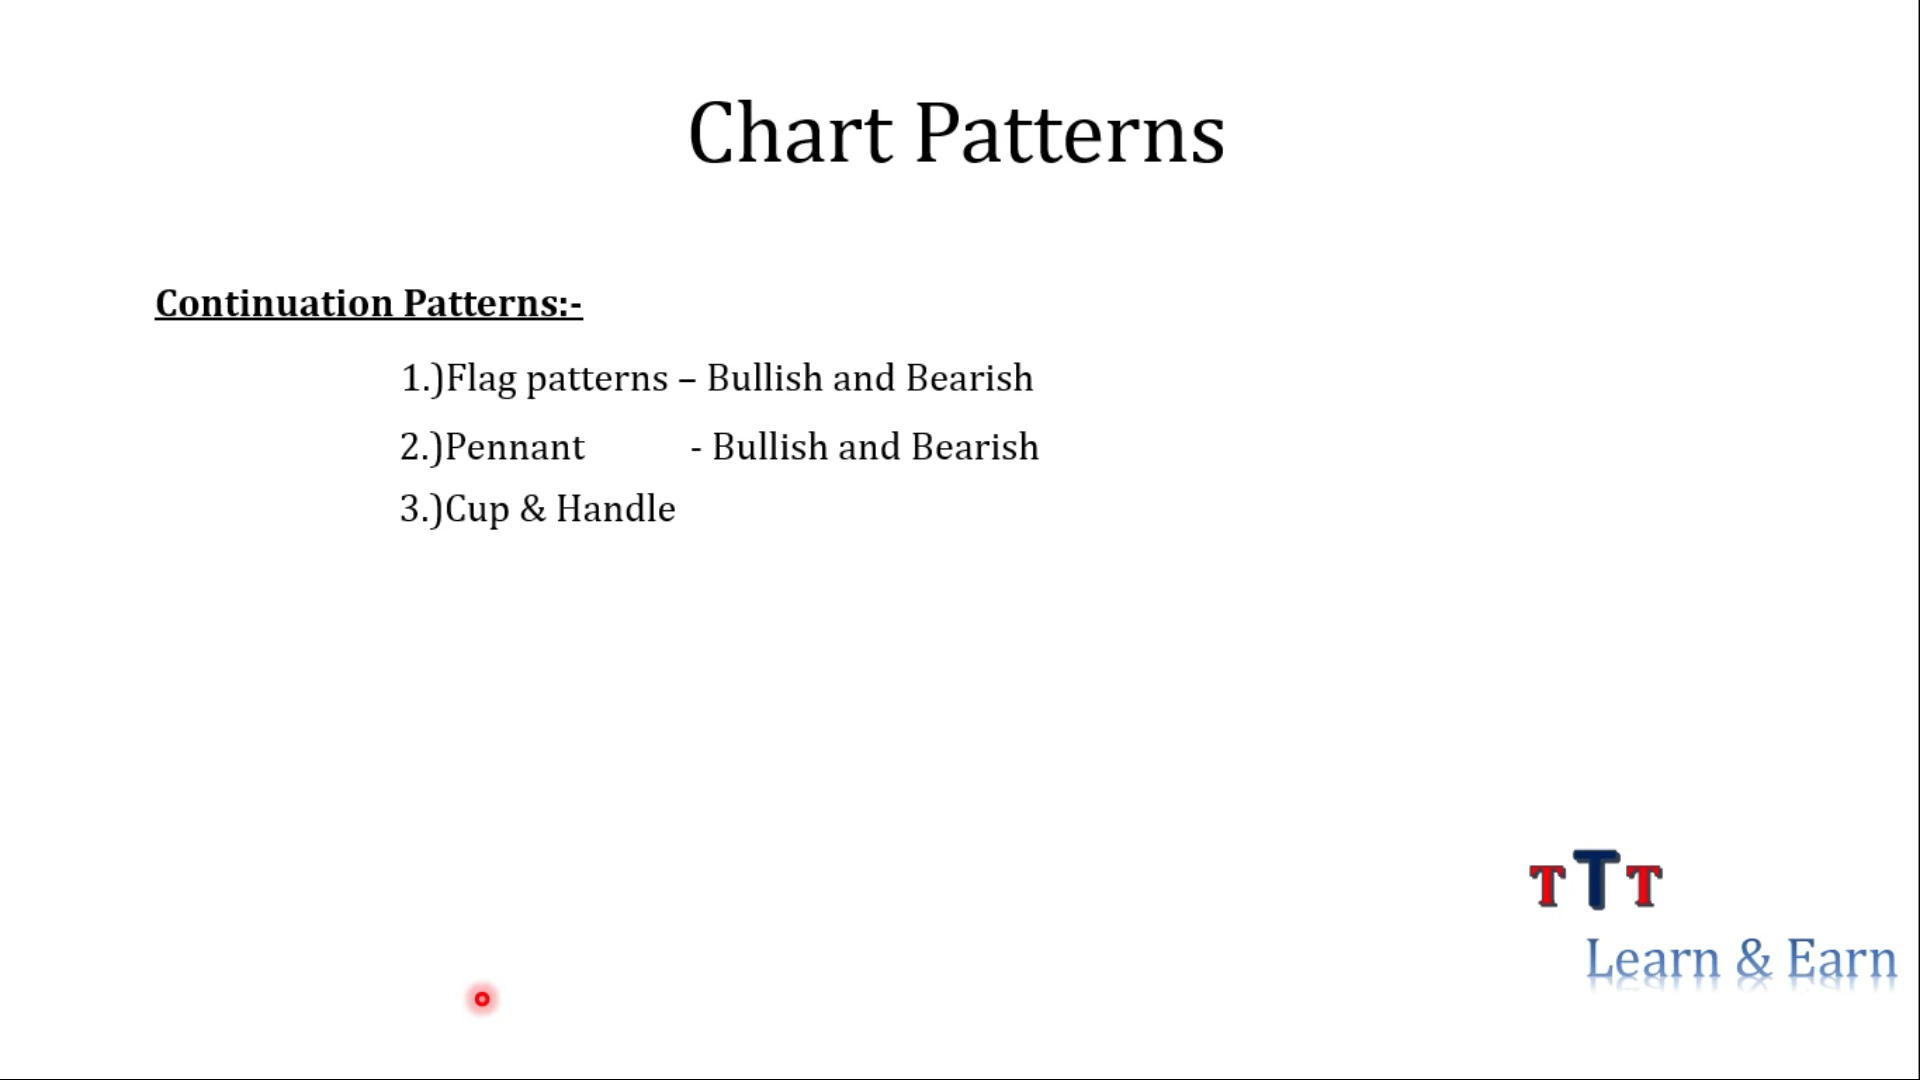 Chart Patterns
Continuation Patterns:-
1.)Flag patterns – Bullish and Bearish
2.)Pennant - Bullish and Bearish
3.)Cup & Handle
TTT
Learn & Earn